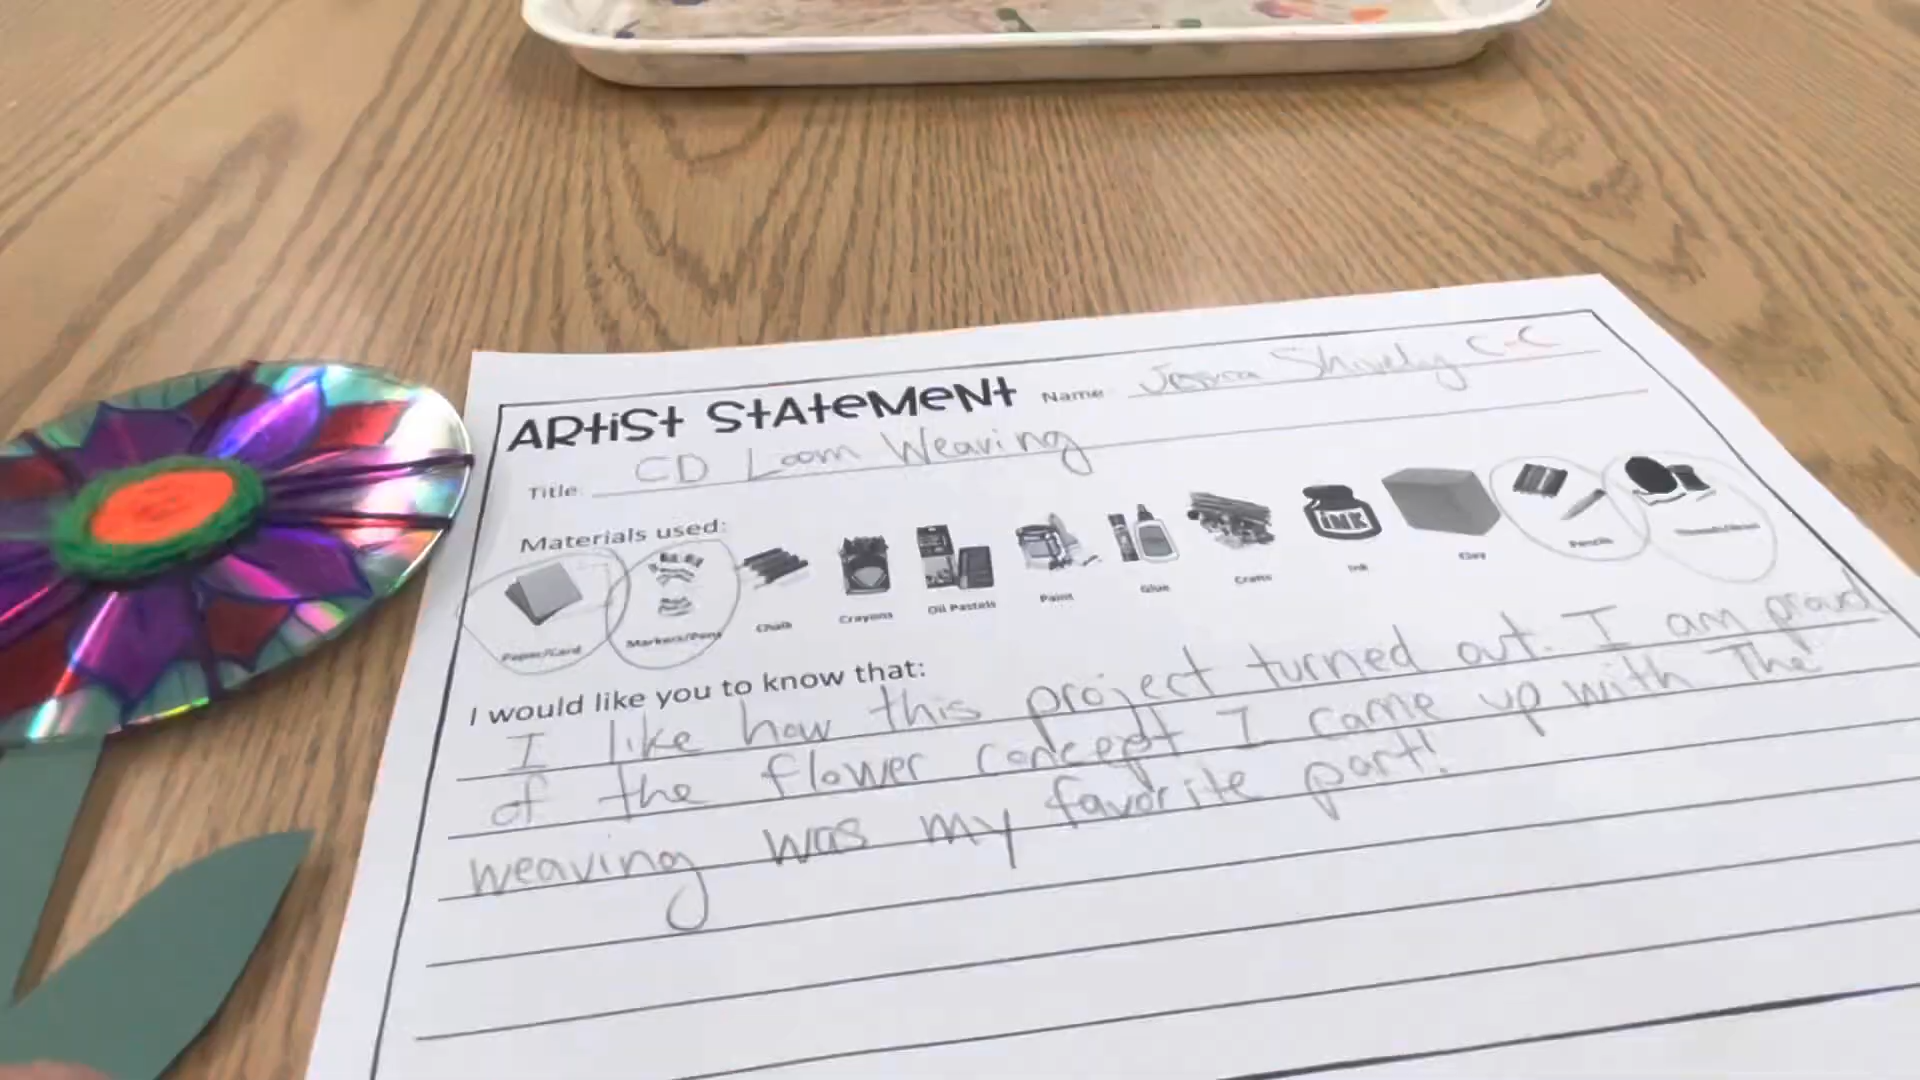 ARtiSt StAteMeNt Name Shively C-C
Title: CD Loom Weaving
Materials used:
Paper/Card Markers/Pens Chalk Crayons Oil Pastels Paint Glue Crafts Ink Clay Pencils
INK
I would like you to know that:
I like how this project turned out. I am proud
of the flower concept I came up with The
weaving was my favorite part!